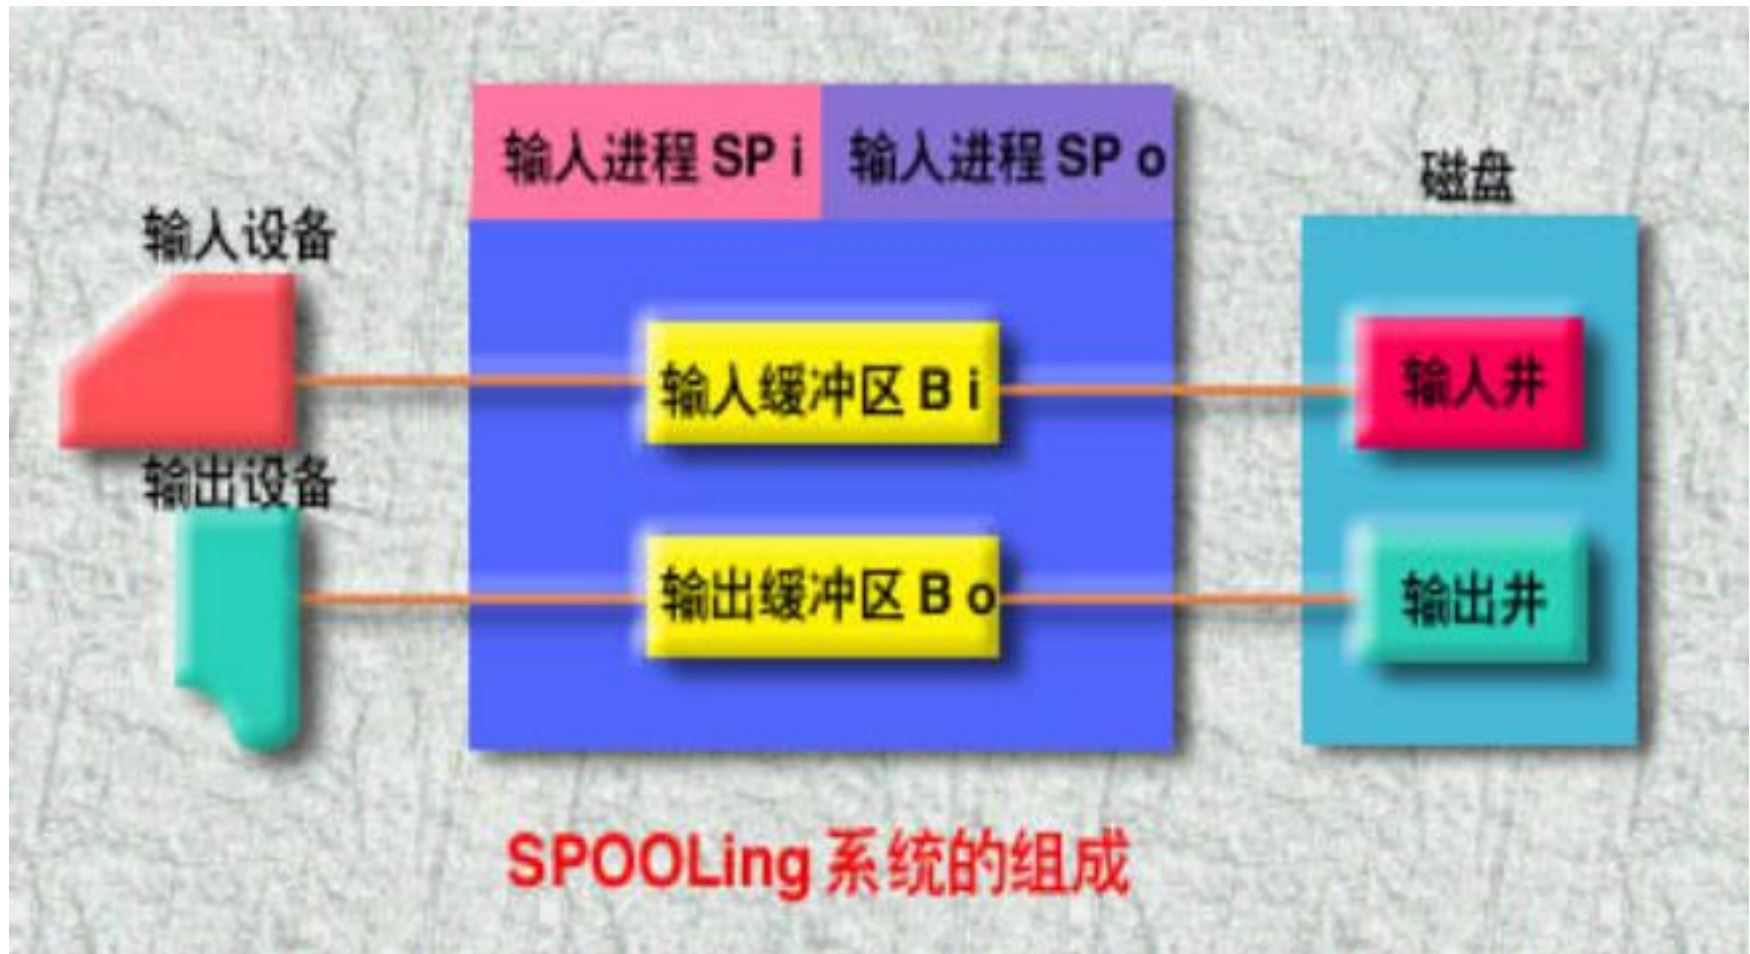 输入进程 SP i
输入进程 SP o
磁盘
输入设备
输入缓冲区 B i
输入井
输出设备
输出缓冲区 B o
输出井
SPOOLing 系统的组成